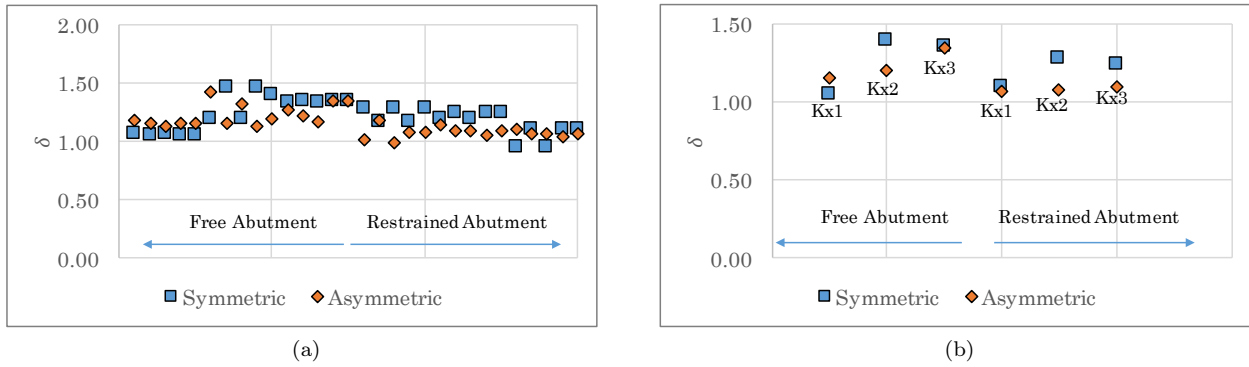 2.00
1.50
1.00
0.50
0.00
δ
Free Abutment
Restrained Abutment
Symmetric
Asymmetric
(a)
1.50
1.00
0.50
0.00
δ
Kx1
Kx2
Kx3
Kx1
Kx2
Kx3
Free Abutment
Restrained Abutment
Symmetric
Asymmetric
(b)